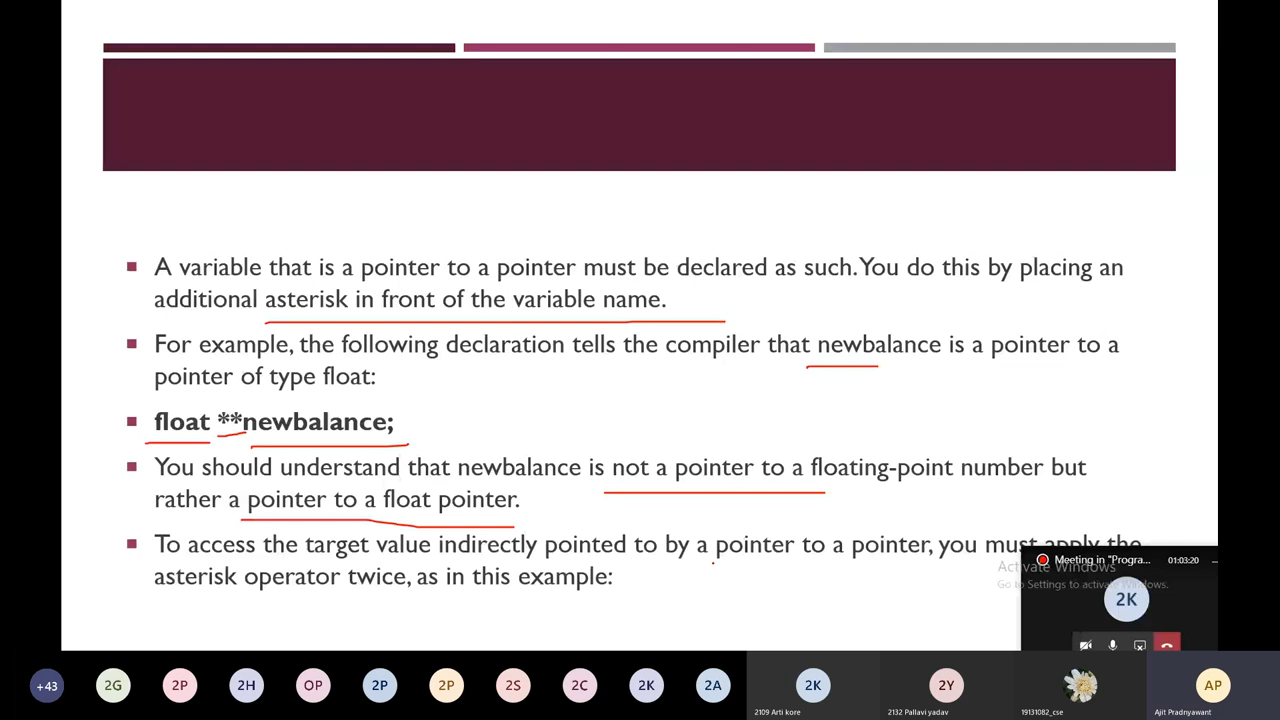 A variable that is a pointer to a pointer must be declared as such. You do this by placing an
additional asterisk in front of the variable name.
For example, the following declaration tells the compiler that newbalance is a pointer to a
pointer of type float:
float **newbalance;
You should understand that newbalance is not a pointer to a floating-point number but
rather a pointer to a float pointer.
To access the target value indirectly pointed to by a pointer to a pointer, you must apply the
asterisk operator twice, as in this example:
Meeting in "Progra... 01:03:20
Activate Windows
Go to Settings to activate Windows.
2K
+43 2G 2P 2H OP 2P 2P 2S 2C 2K 2A 2K 2Y AP
2109 Arti kore 2132 Pallavi yadav 19131082_cse Ajit Pradnyawant